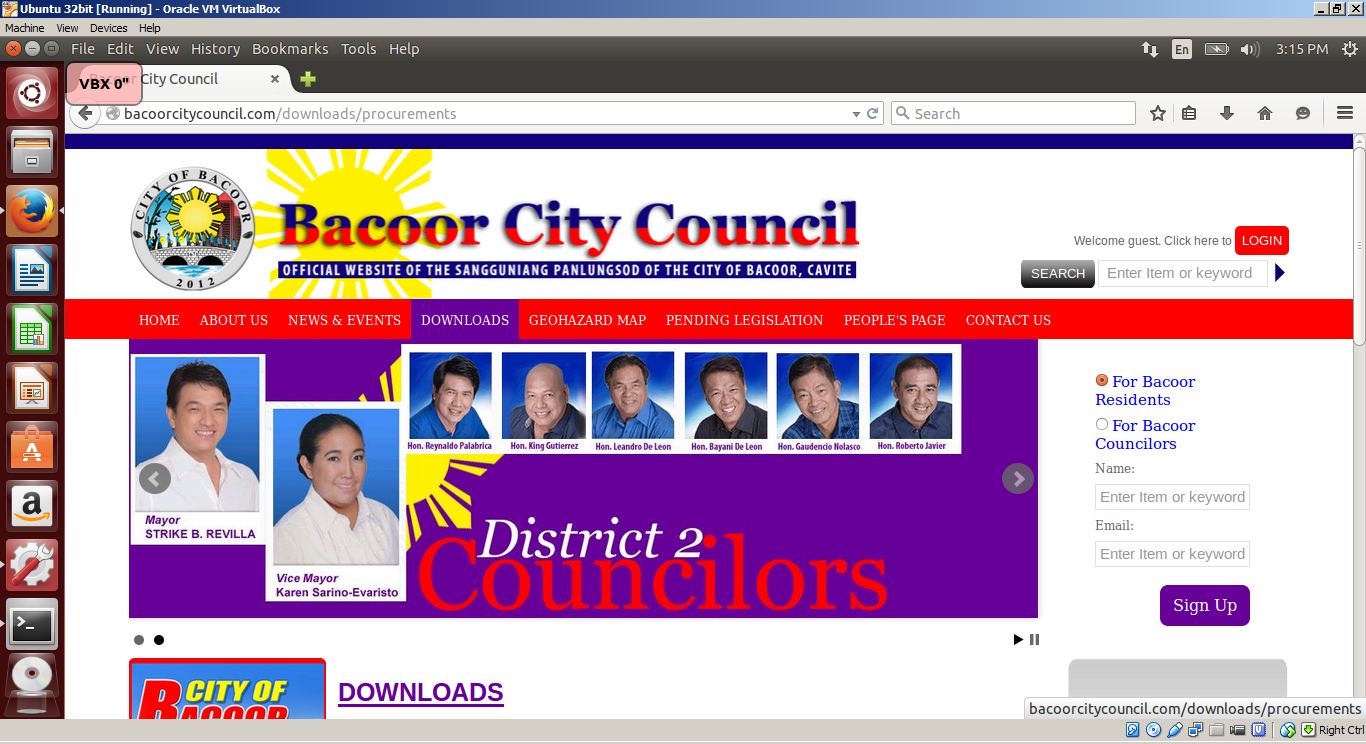 Ubuntu 32bit [Running] - Oracle VM VirtualBox
Machine View Devices Help
File Edit View History Bookmarks Tools Help
En
3:15 PM
VBX 0"
City Council
bacoorcitycouncil.com/downloads/procurements
Search
CITY OF BACOOR
2012
Bacoor City Council
OFFICIAL WEBSITE OF THE SANGGUNIANG PANLUNGSOD OF THE CITY OF BACOOR, CAVITE
Welcome guest. Click here to LOGIN
SEARCH Enter Item or keyword
HOME ABOUT US NEWS & EVENTS DOWNLOADS GEOHAZARD MAP PENDING LEGISLATION PEOPLE'S PAGE CONTACT US
Hon. Reynaldo Palabrica Hon. King Gutierrez Hon. Leandro De Leon Hon. Bayani De Leon Hon. Gaudencio Nolasco Hon. Roberto Javier
Mayor
STRIKE B. REVILLA
Vice Mayor
Karen Sarino-Evaristo
District 2
Councilors
For Bacoor
Residents
For Bacoor
Councilors
Name:
Enter Item or keyword
Email:
Enter Item or keyword
Sign Up
CITY OF
BACOOR
DOWNLOADS
bacoorcitycouncil.com/downloads/procurements
Right Ctrl